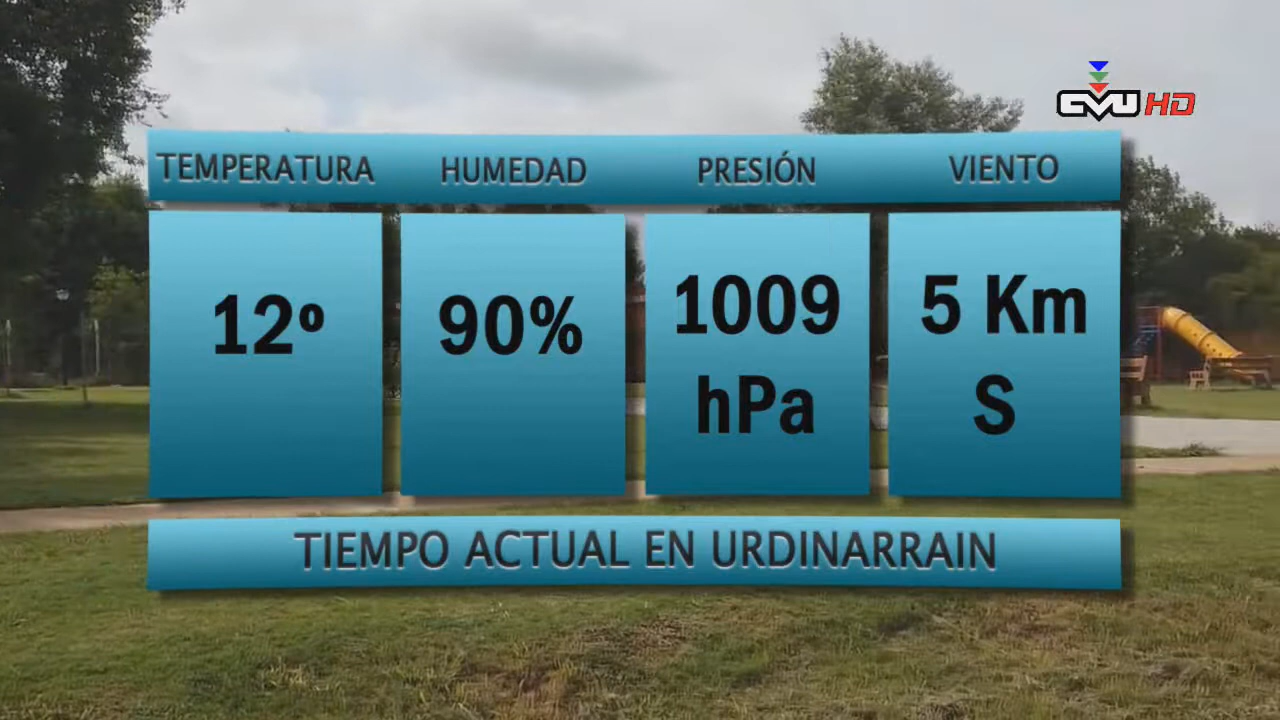 CVU HD
TEMPERATURA
HUMEDAD
PRESIÓN
VIENTO
12º
90%
1009
hPa
5 Km
S
TIEMPO ACTUAL EN URDINARRAIN